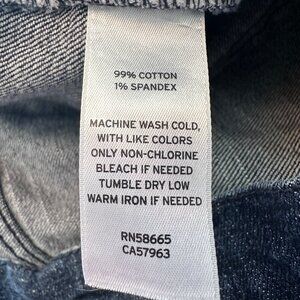 99% COTTON
1% SPANDEX
MACHINE WASH COLD,
WITH LIKE COLORS
ONLY NON-CHLORINE
BLEACH IF NEEDED
TUMBLE DRY LOW
WARM IRON IF NEEDED
RN58665
CA57963